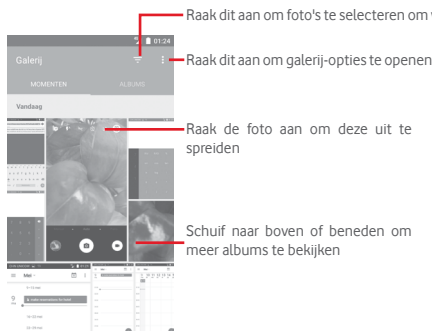 Raak dit aan om foto's te selecteren om
01:24
Galerij
Raak dit aan om galerij-opties te openen
MOMENTEN
ALBUMS
Vandaag
Raak de foto aan om deze uit te
spreiden
Schuif naar boven of beneden om
meer albums te bekijken
Mei